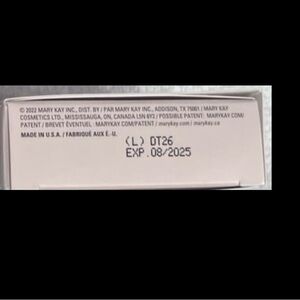 © 2022 MARY KAY INC., DIST. BY / PAR MARY KAY INC., ADDISON, TX 75001 / MARY KAY
COSMETICS LTD., MISSISSAUGA, ON, CANADA L5N 6Y2 / POSSIBLE PATENT: MARYKAY.COM/
PATENT / BREVET ÉVENTUEL : MARYKAY.COM/PATENT / marykay.com / marykay.ca
MADE IN U.S.A. / FABRIQUÉ AUX É.-U.
(L) DT26
EXP.08/2025